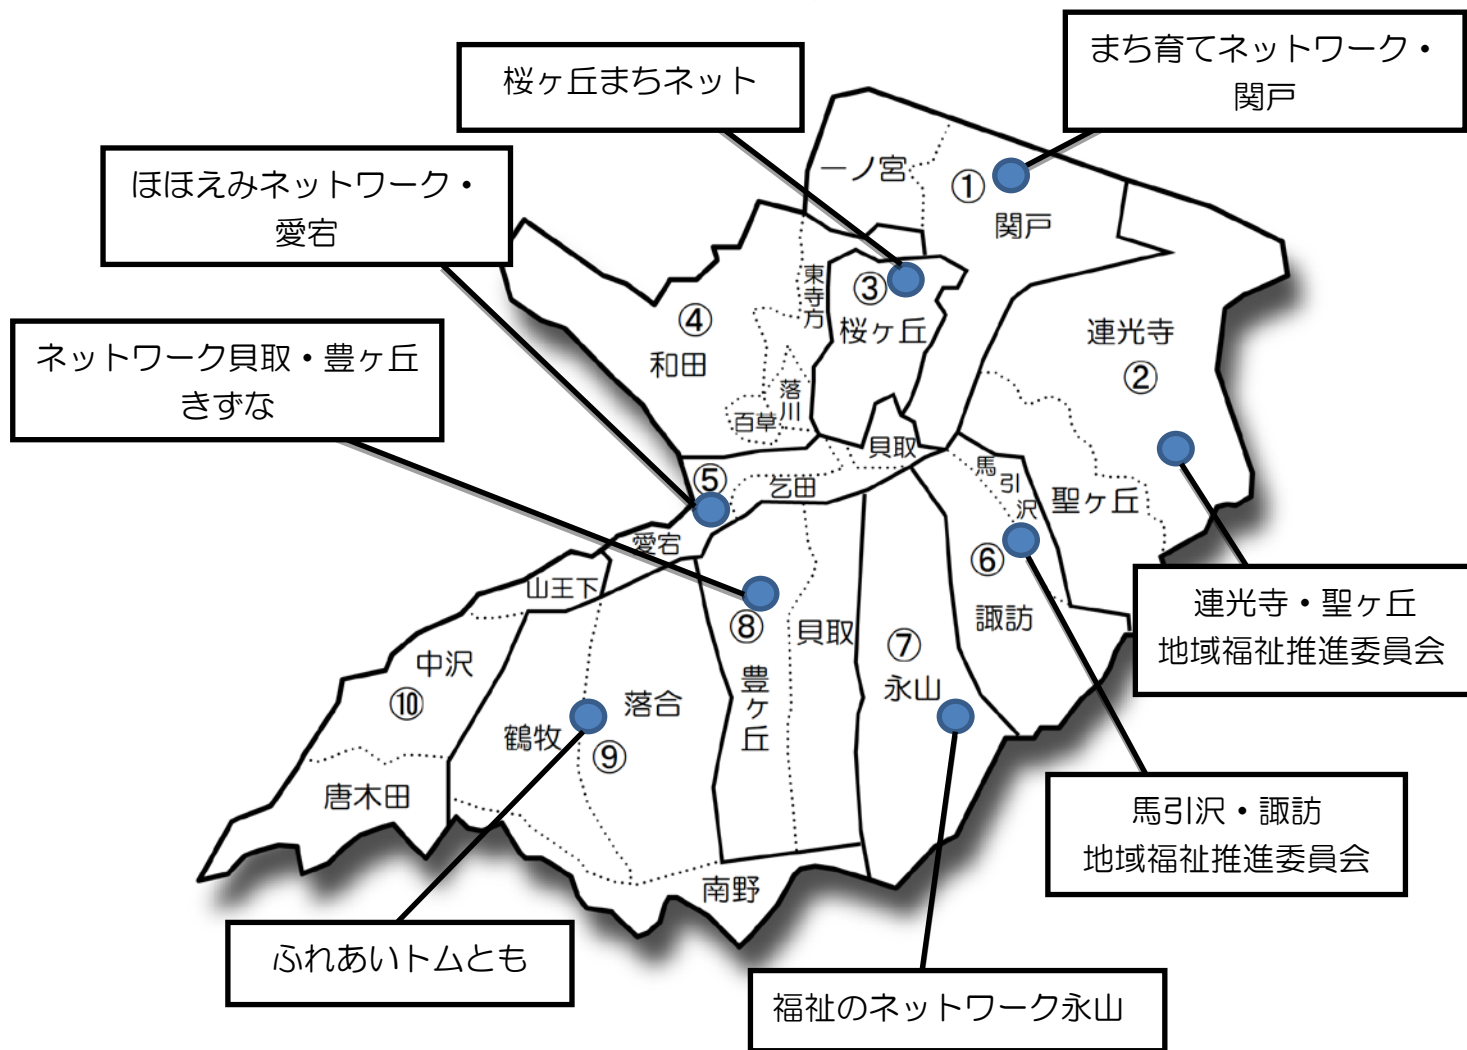 まち育てネットワーク・
関戸
桜ヶ丘まちネット
ほほえみネットワーク・
愛宕
ネットワーク貝取・豊ヶ丘
きずな
一ノ宮
①
関戸
東寺方
③
桜ヶ丘
④
和田
連光寺
②
落川
百草
貝取
馬引沢
⑤
乞田
聖ヶ丘
愛宕
⑥
諏訪
山王下
⑧
貝取
豊ヶ丘
⑦
永山
中沢
⑩
落合
鶴牧
⑨
唐木田
南野
連光寺・聖ヶ丘
地域福祉推進委員会
馬引沢・諏訪
地域福祉推進委員会
ふれあいトムとも
福祉のネットワーク永山